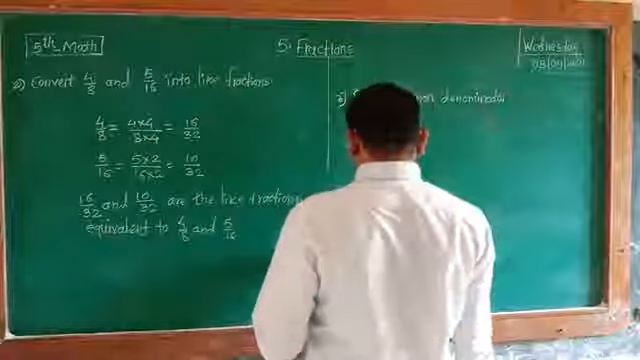 5th Math
5. Fractions
Wednesday
2) Convert 4/8 and 5/16 into like fractions
4/8 = 4×4/8×4 = 16/32
5/16 = 5×2/16×2 = 10/32
16/32 and 10/32 are the like fractions
equivalent to 4/8 and 5/16
denominator